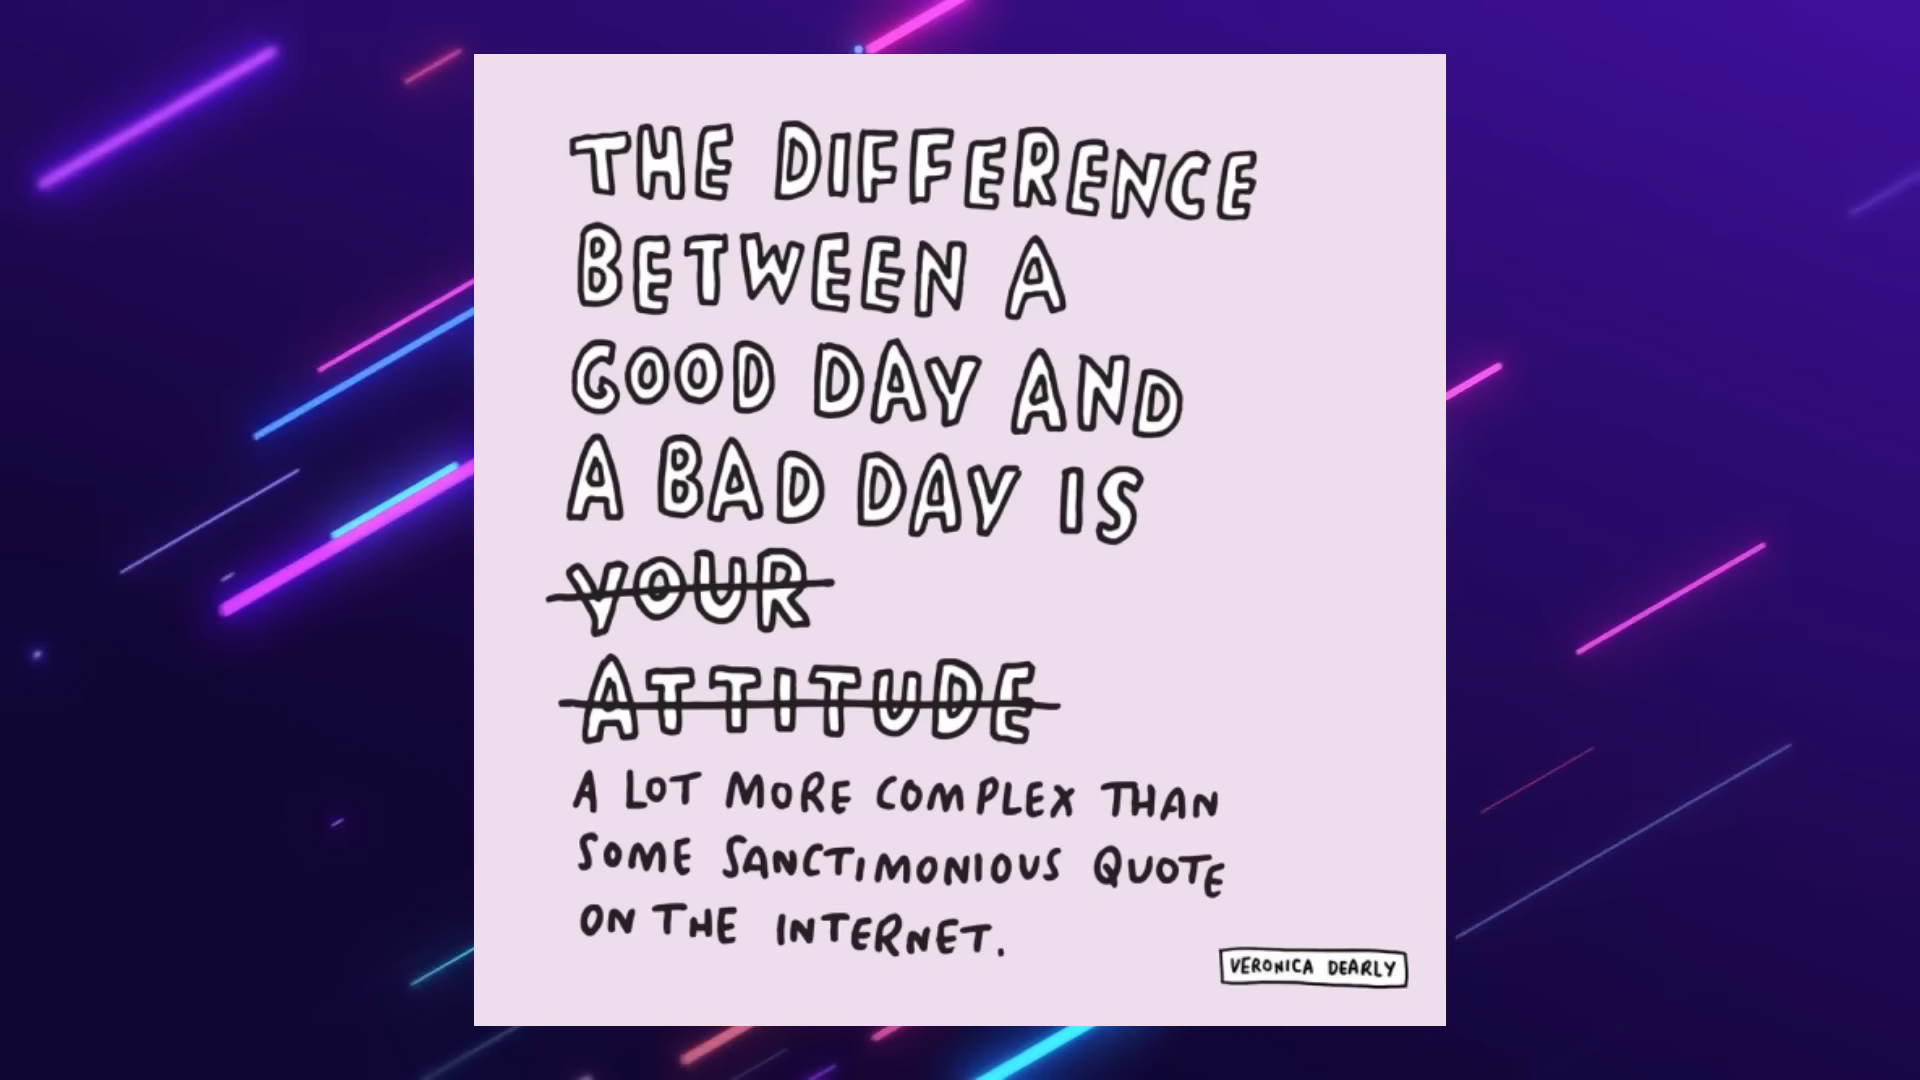 THE DIFFERENCE
BETWEEN A
GOOD DAY AND
A BAD DAY IS
YOUR
ATTITUDE
A LOT MORE COMPLEX THAN
SOME SANCTIMONIOUS QUOTE
ON THE INTERNET.
VERONICA DEARLY